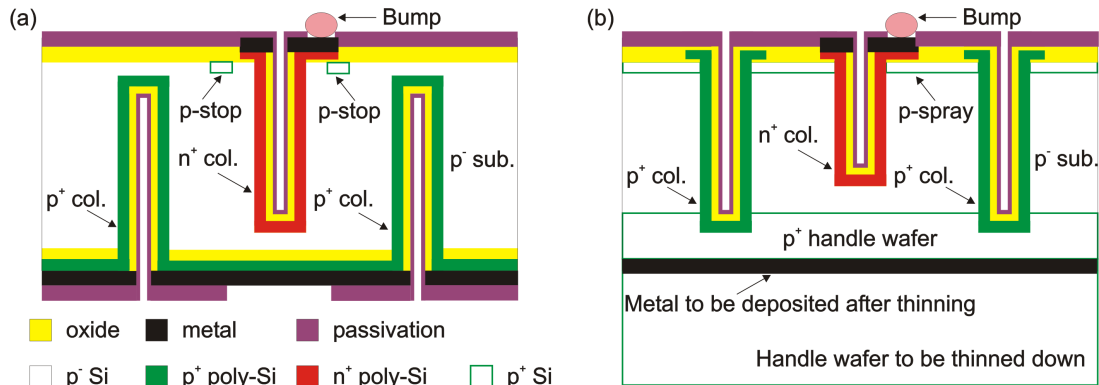 (a)
Bump
p-stop
p-stop
n⁺ col.
p⁻ sub.
p⁺ col.
p⁺ col.
(b)
Bump
p-spray
n⁺ col.
p⁻ sub.
p⁺ col.
p⁺ col.
p⁺ handle wafer
Metal to be deposited after thinning
Handle wafer to be thinned down
oxide
metal
passivation
p⁻ Si
p⁺ poly-Si
n⁺ poly-Si
p⁺ Si